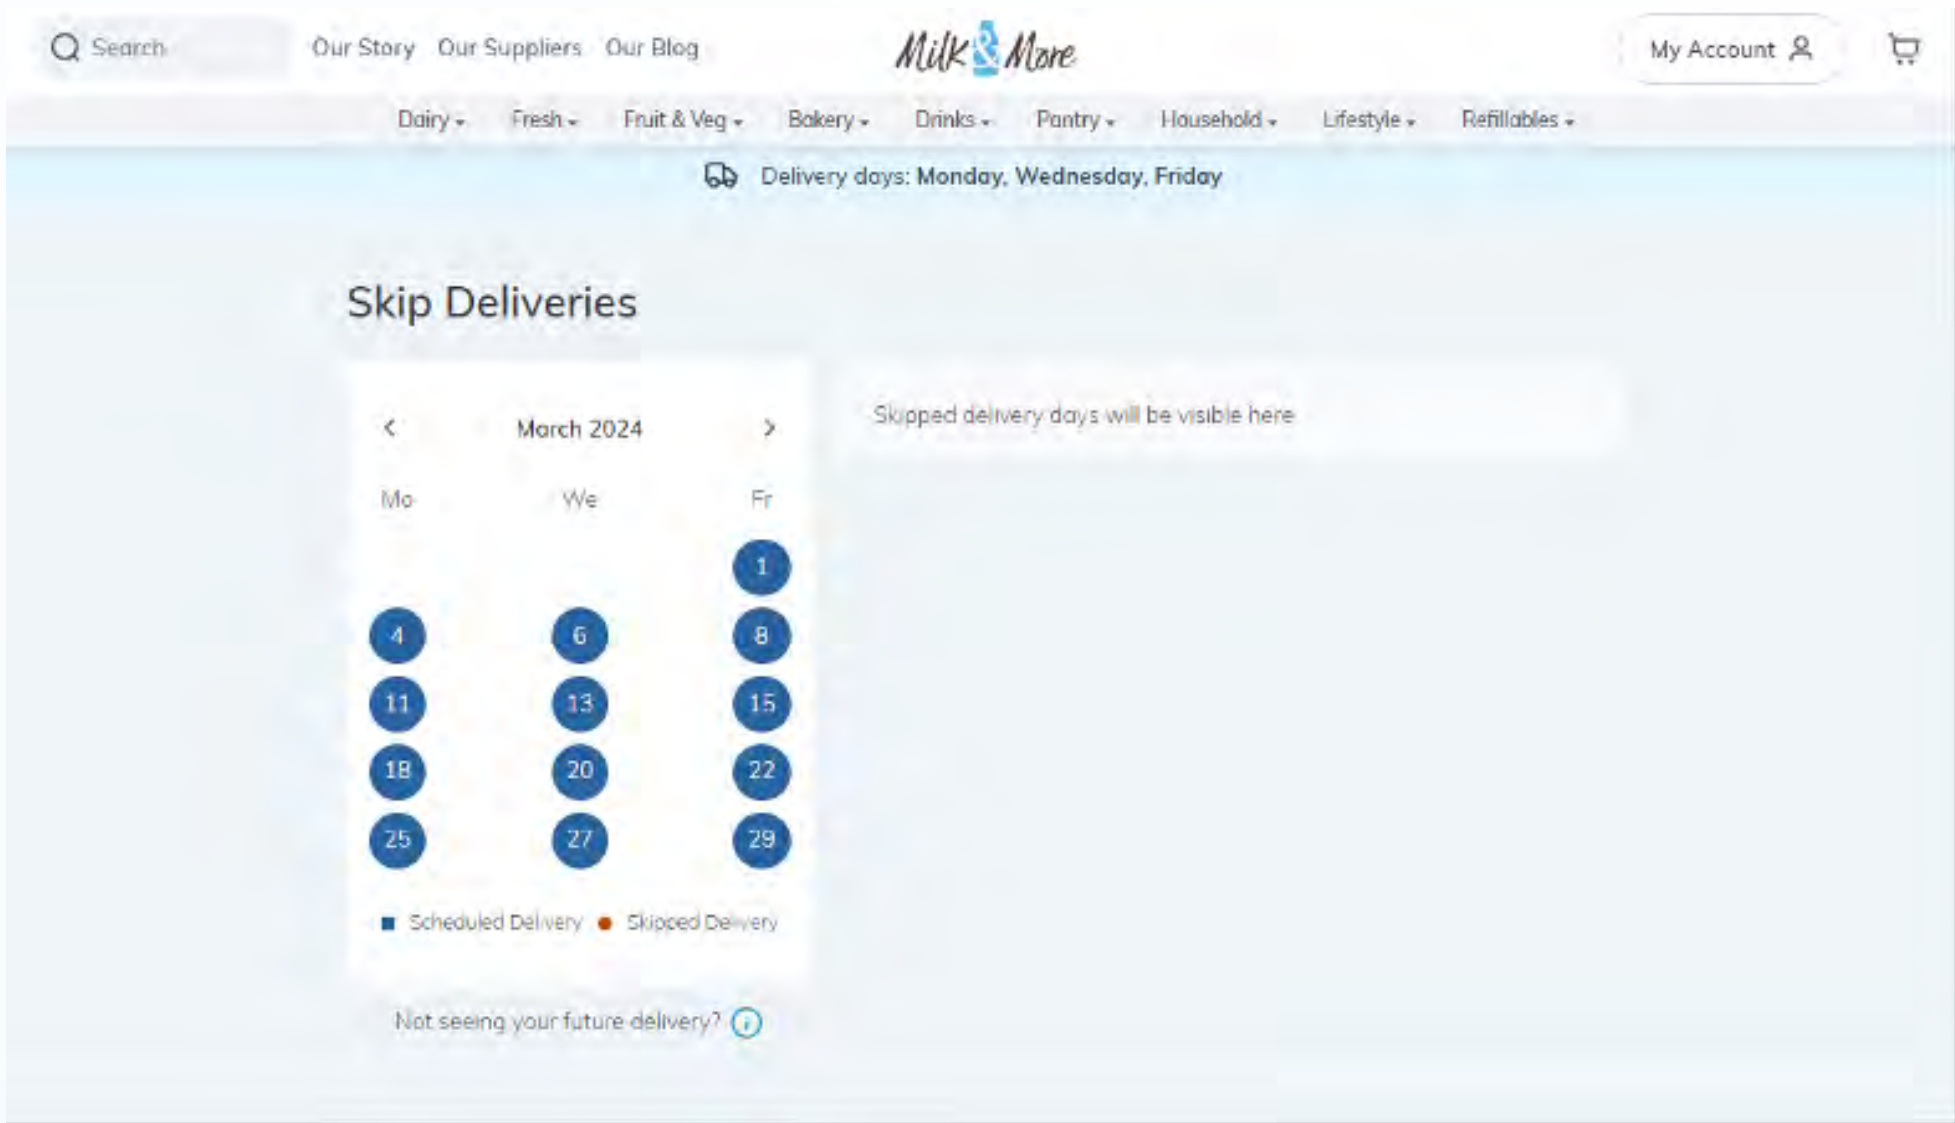 Search
Our Story Our Suppliers Our Blog
Milk & More
My Account
Dairy Fresh Fruit & Veg Bakery Drinks Pantry Household Lifestyle Refillables
Delivery days: Monday, Wednesday, Friday
Skip Deliveries
March 2024
Skipped delivery days will be visible here
Mo We Fr
1
4 6 8
11 13 15
18 20 22
25 27 29
Scheduled Delivery Skipped Delivery
Not seeing your future delivery? i